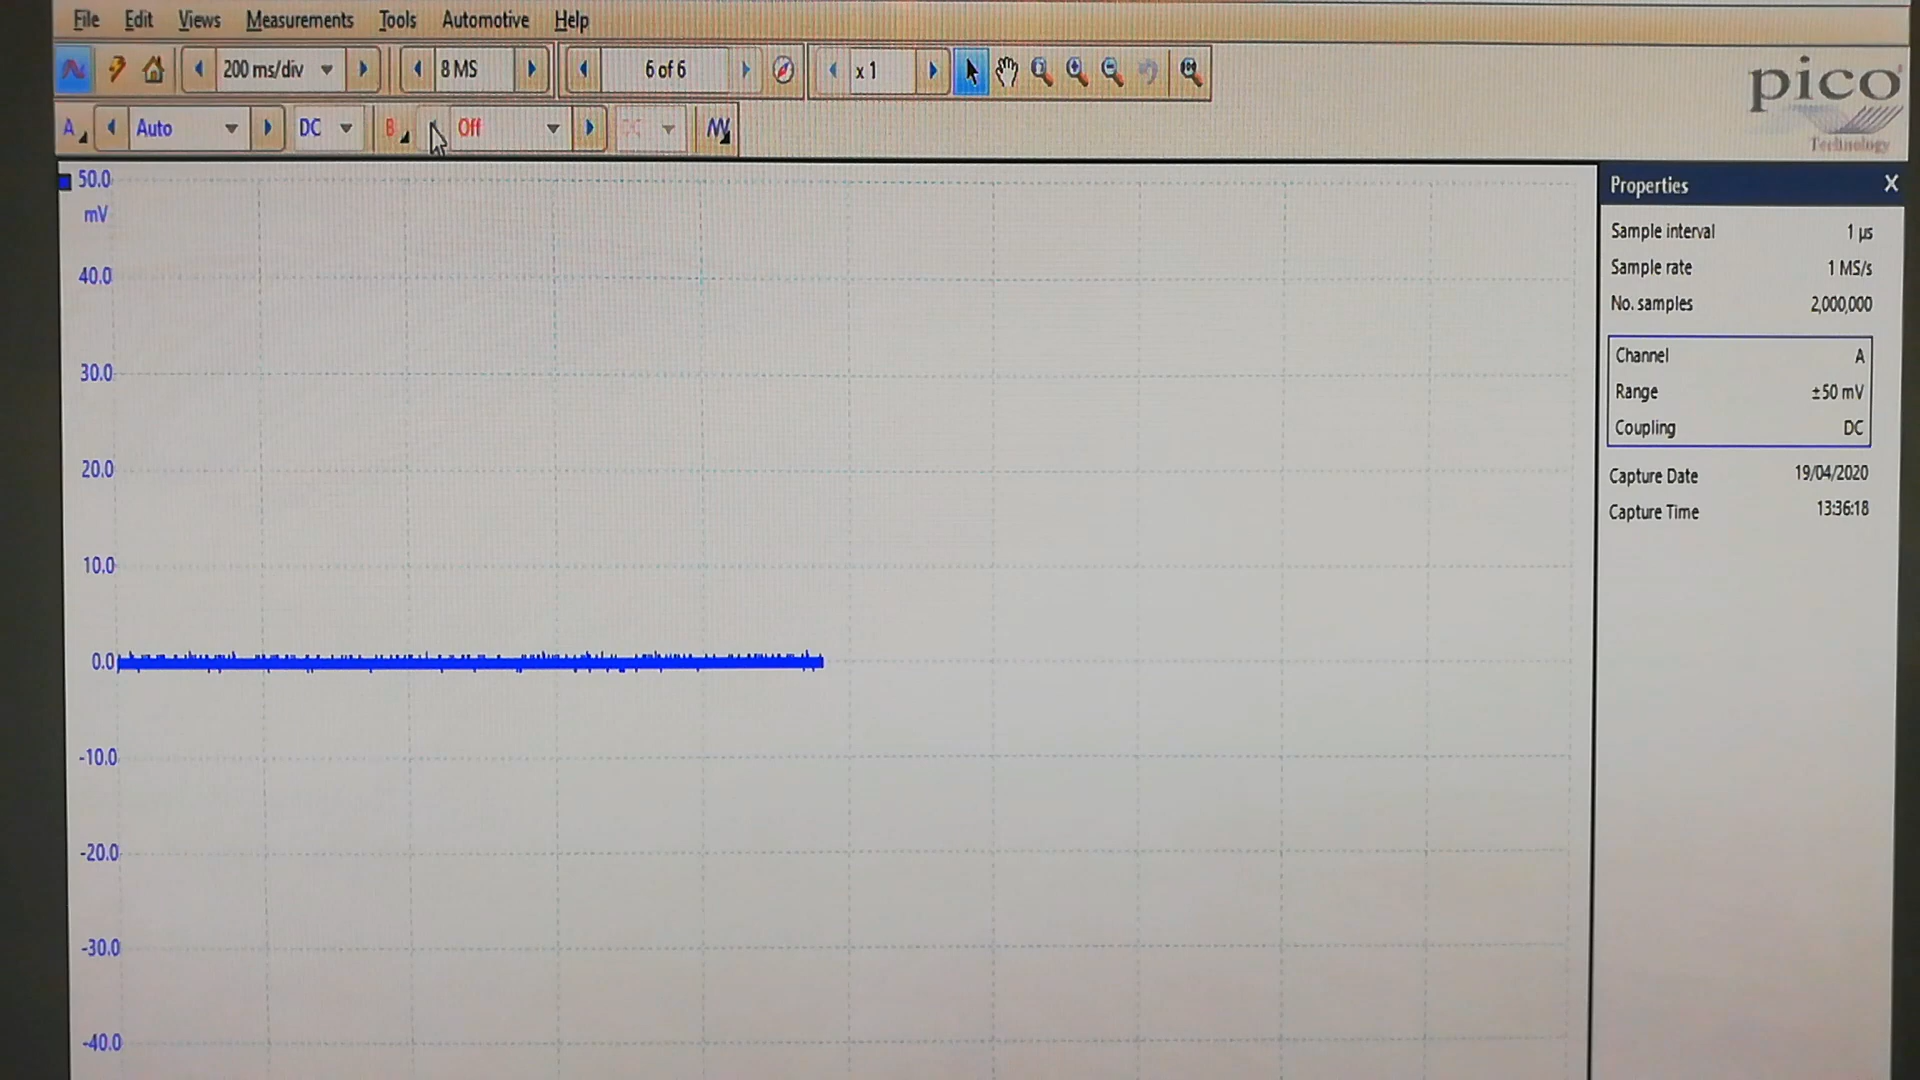 File Edit Views Measurements Tools Automotive Help
200 ms/div 8 MS 6 of 6 x 1
A Auto DC B Off DC
pico
Technology
50.0
mV
40.0
30.0
20.0
10.0
0.0
-10.0
-20.0
-30.0
-40.0
Properties X
Sample interval 1 µs
Sample rate 1 MS/s
No. samples 2,000,000
Channel A
Range ±50 mV
Coupling DC
Capture Date 19/04/2020
Capture Time 13:36:18